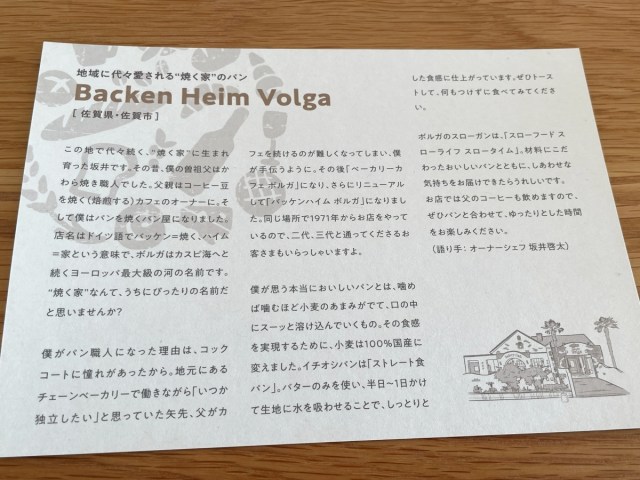 地域に代々愛される“焼く家”のパン
Backen Heim Volga
[ 佐賀県・佐賀市 ]
この地で代々続く、“焼く家”に生まれ
育った坂井です。その昔、僕の曽祖父はか
わら焼き職人でした。父親はコーヒー豆
を焼く(焙煎する)カフェのオーナーに。そ
して僕はパンを焼くパン屋になりました。
店名はドイツ語でバッケン=焼く、ハイム
=家という意味で、ボルガはカスピ海へと
続くヨーロッパ最大級の河の名前です。
“焼く家”なんて、うちにぴったりの名前だ
と思いませんか?
僕がパン職人になった理由は、コック
コートに憧れがあったから。地元にある
チェーンベーカリーで働きながら「いつか
独立したい」と思っていた矢先、父がカ
フェを続けるのが難しくなってしまい、僕
が手伝うように。その後「ベーカリーカ
フェ ボルガ」になり、さらにリニューアル
して「バッケンハイム ボルガ」になりまし
た。同じ場所で1971年からお店をやって
いるので、二代、三代と通ってくださるお
客さまもいらっしゃいますよ。
僕が思う本当においしいパンとは、噛め
ば噛むほど小麦のあまみがでて、口の中
にスーッと溶け込んでいくもの。その食感
を実現するために、小麦は100%国産に
変えました。イチオシパンは「ストレート食
パン」。バターのみを使い、半日〜1日かけ
て生地に水を吸わせることで、しっとりと
した食感に仕上がっています。ぜひトース
トして、何もつけずに食べてみてくださ
い。
ボルガのスローガンは、「スローフード ス
ローライフ スロータイム」。材料にこだ
わったおいしいパンとともに、しあわせな
気持ちをお届けできたらうれしいです。
お店では父のコーヒーも飲めますので、
ぜひパンと合わせて、ゆったりとした時間
をお楽しみください。
(語り手: オーナーシェフ 坂井啓太)